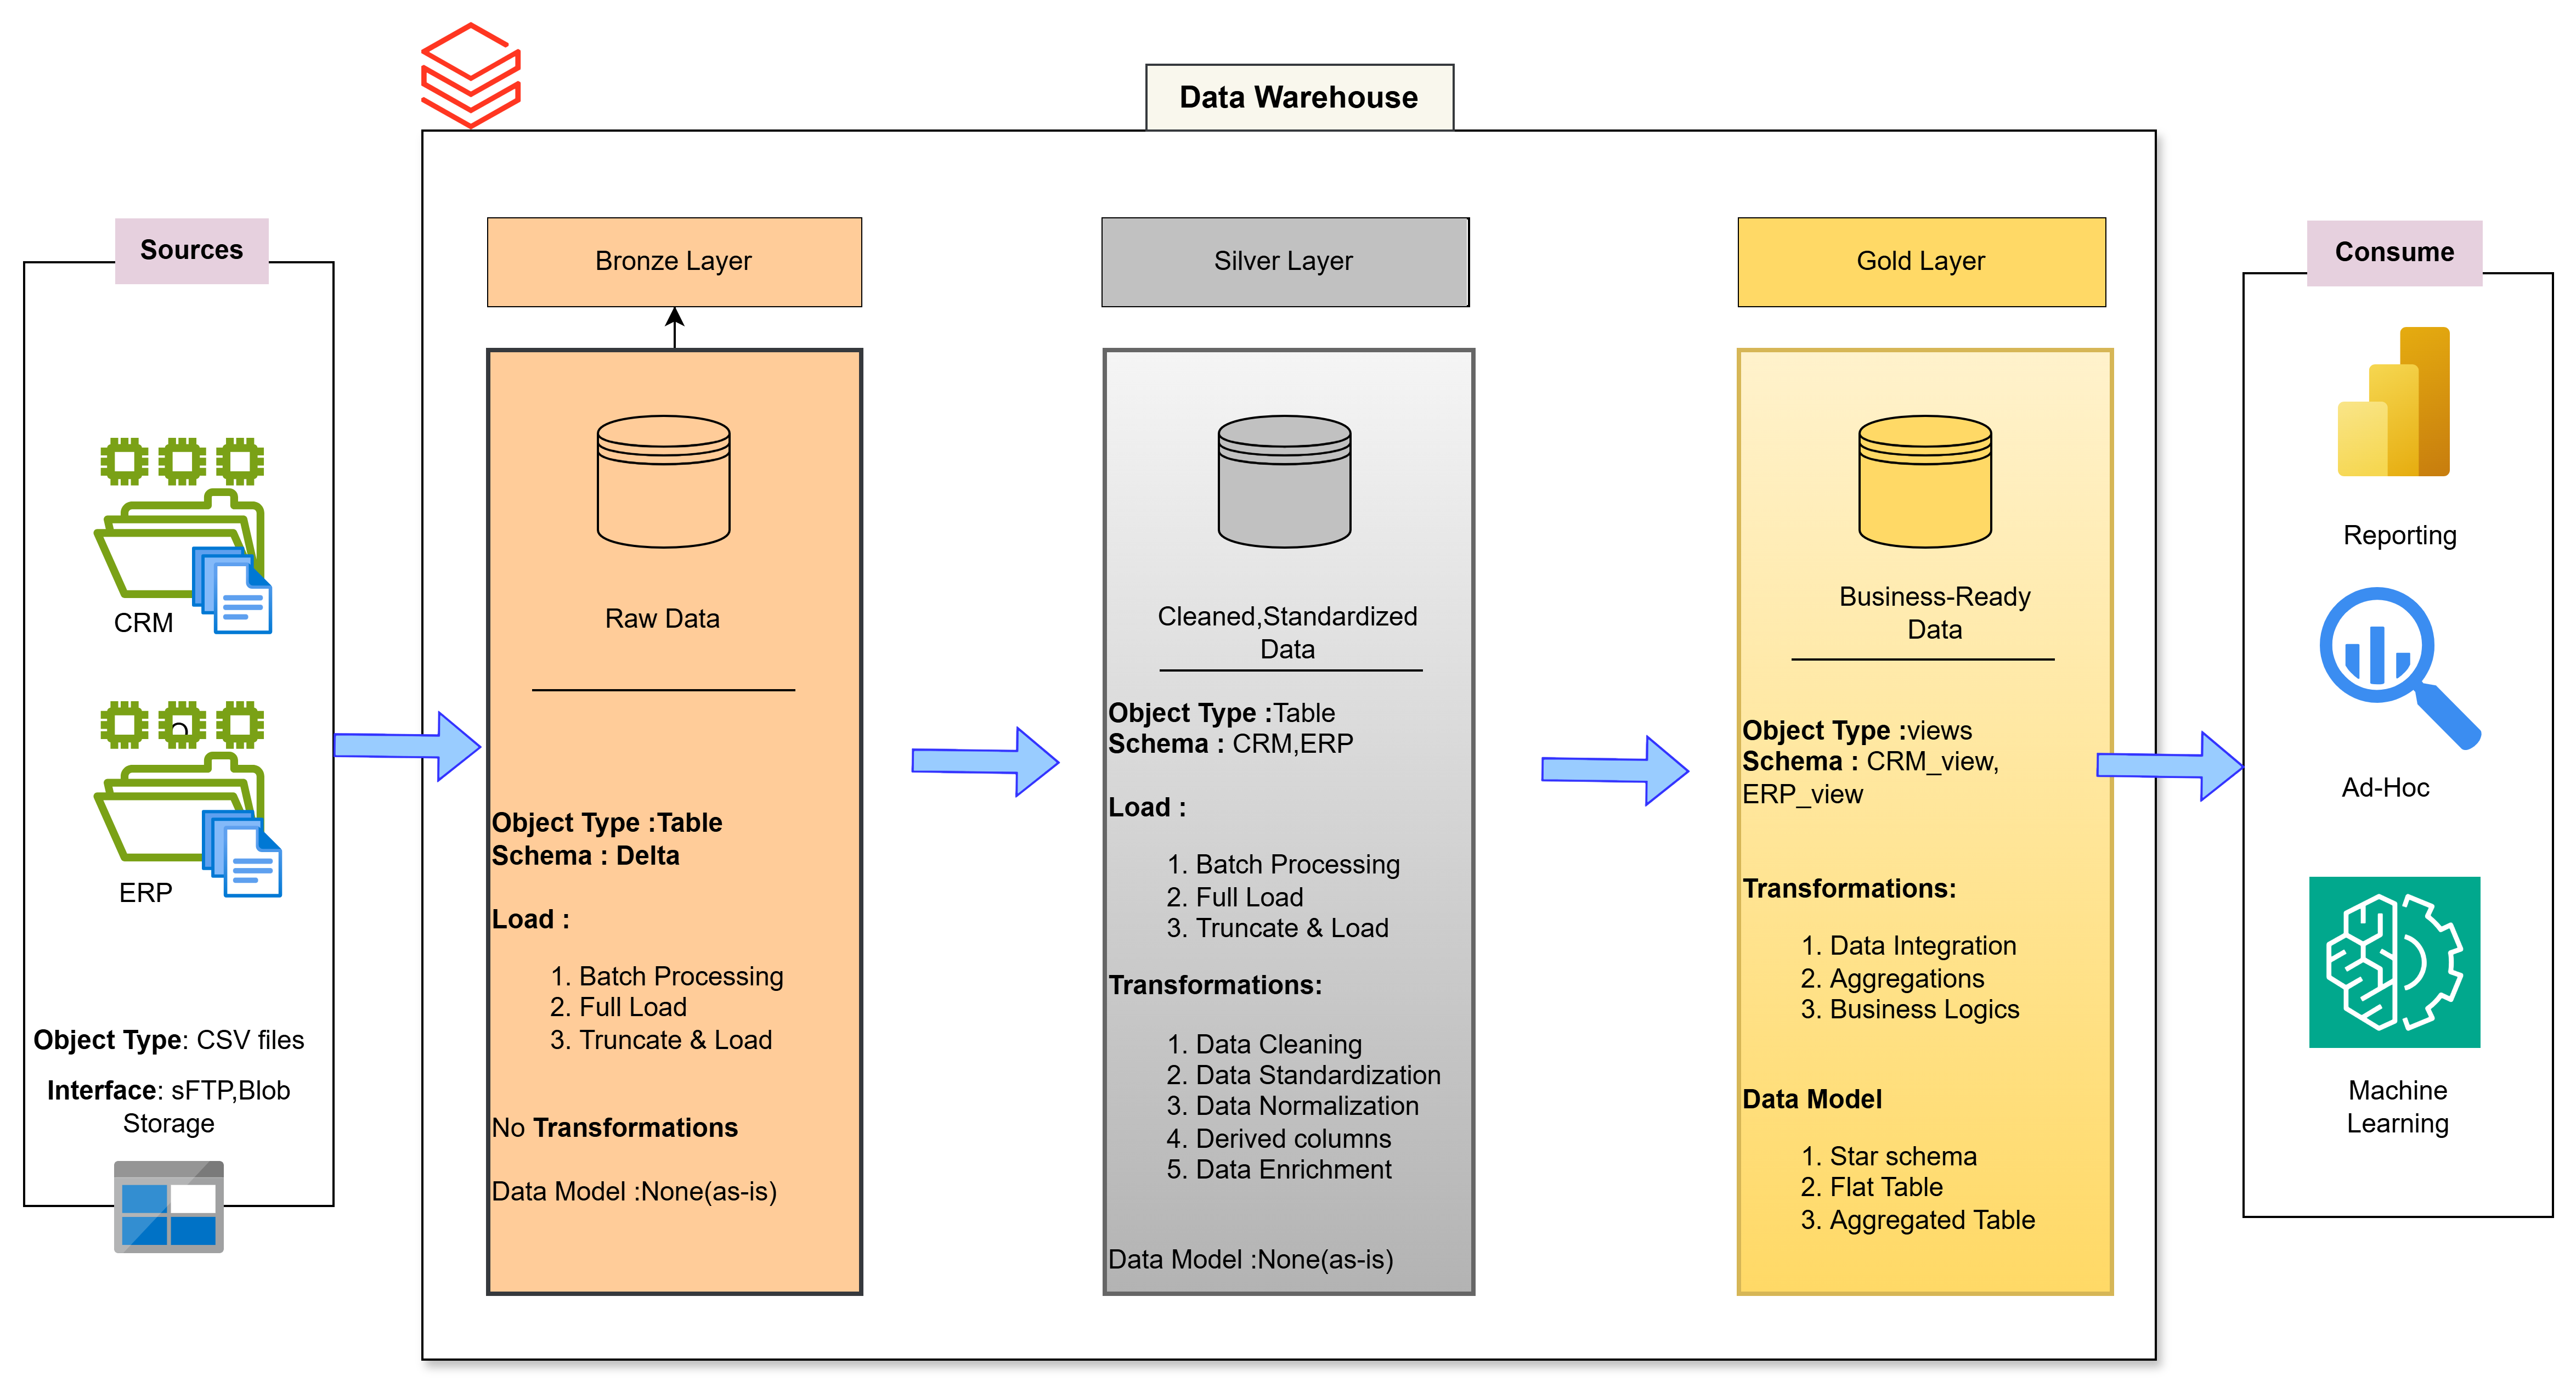 Data Warehouse
Sources
CRM
ERP
Object Type: CSV files
Interface: sFTP,Blob
Storage
Bronze Layer
Raw Data
Object Type :Table
Schema : Delta
Load :
1. Batch Processing
2. Full Load
3. Truncate & Load
No Transformations
Data Model :None(as-is)
Silver Layer
Cleaned,Standardized
Data
Object Type :Table
Schema : CRM,ERP
Load :
1. Batch Processing
2. Full Load
3. Truncate & Load
Transformations:
1. Data Cleaning
2. Data Standardization
3. Data Normalization
4. Derived columns
5. Data Enrichment
Data Model :None(as-is)
Gold Layer
Business-Ready
Data
Object Type :views
Schema : CRM_view,
ERP_view
Transformations:
1. Data Integration
2. Aggregations
3. Business Logics
Data Model
1. Star schema
2. Flat Table
3. Aggregated Table
Consume
Reporting
Ad-Hoc
Machine
Learning